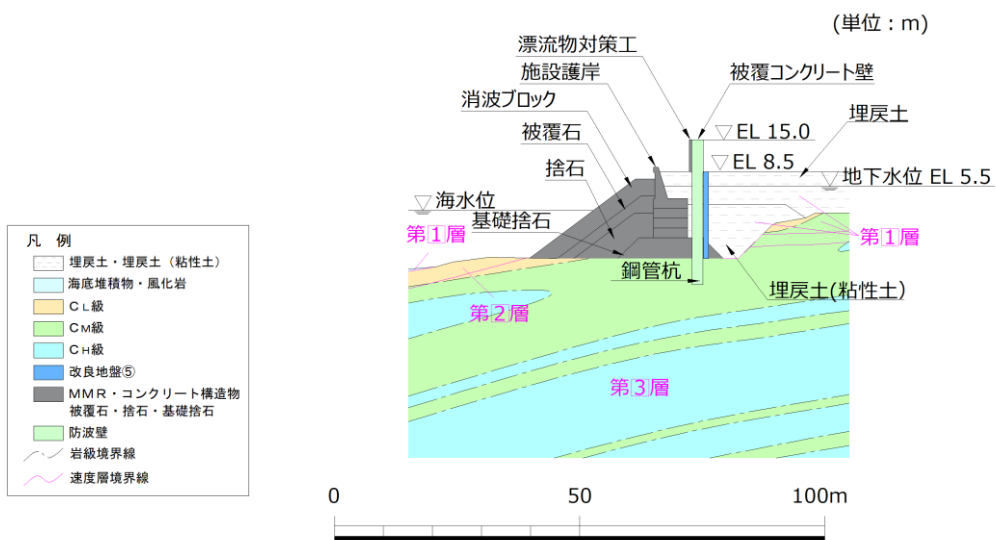 (単位：m)
漂流物対策工
施設護岸
消波ブロック
被覆石
捨石
基礎捨石
海水位
第1層
第2層
第3層
鋼管杭
被覆コンクリート壁
EL 15.0
EL 8.5
埋戻土
地下水位 EL 5.5
第1層
埋戻土(粘性土)
凡 例
埋戻土・埋戻土（粘性土）
海底堆積物・風化岩
CL級
CM級
CH級
改良地盤⑤
MMR・コンクリート構造物
被覆石・捨石・基礎捨石
防波壁
岩級境界線
速度層境界線
0 50 100m